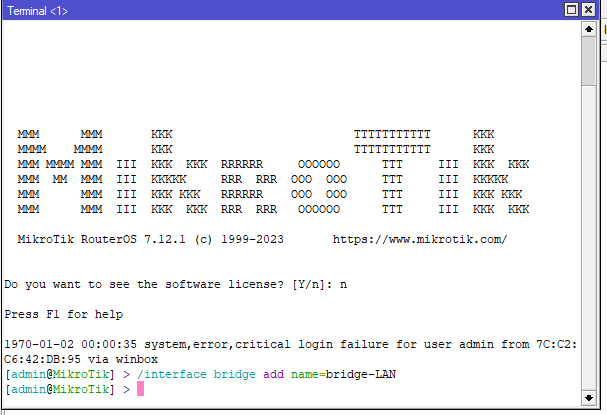 Terminal <1>
  MMM      MMM       KKK                          TTTTTTTTTTT      KKK
  MMMM    MMMM       KKK                          TTTTTTTTTTT      KKK
  MMM MMMM MMM  III  KKK  KKK  RRRRRR     OOOOOO      TTT     III  KKK  KKK
  MMM  MM  MMM  III  KKKKK     RRR  RRR  OOO  OOO     TTT     III  KKKKK
  MMM      MMM  III  KKK KKK   RRRRRR    OOO  OOO     TTT     III  KKK KKK
  MMM      MMM  III  KKK  KKK  RRR  RRR   OOOOOO      TTT     III  KKK  KKK
  MikroTik RouterOS 7.12.1 (c) 1999-2023       https://www.mikrotik.com/
Do you want to see the software license? [Y/n]: n
Press F1 for help
1970-01-02 00:00:35 system,error,critical login failure for user admin from 7C:C2:
C6:42:DB:95 via winbox
[admin@MikroTik] > /interface bridge add name=bridge-LAN
[admin@MikroTik] >